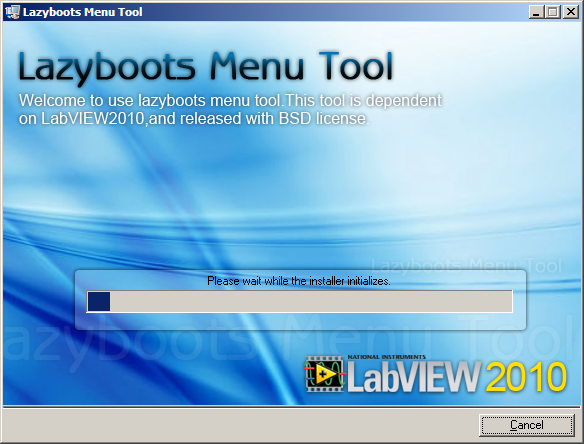 Lazyboots Menu Tool
Lazyboots Menu Tool
Welcome to use lazyboots menu tool.This tool is dependent
on LabVIEW2010,and released with BSD license
Lazyboots Menu Tool
Please wait while the installer initializes.
azyboots Menu Tool
NATIONAL INSTRUMENTS
LabVIEW 2010
Cancel